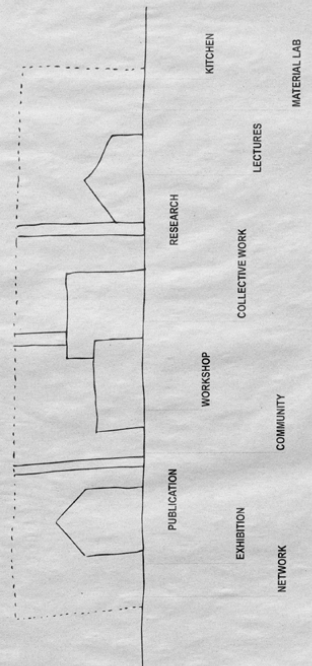 PUBLICATION
RESEARCH
WORKSHOP
KITCHEN
EXHIBITION
COLLECTIVE WORK
LECTURES
NETWORK
COMMUNITY
MATERIAL LAB